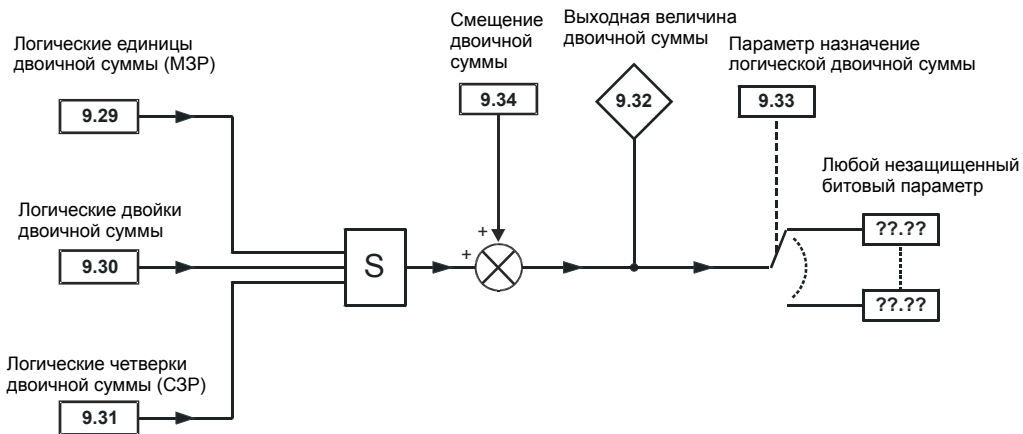 Логические единицы
двоичной суммы (МЗР)
9.29
Логические двойки
двоичной суммы
9.30
Логические четверки
двоичной суммы (СЗР)
9.31
S
Смещение
двоичной
суммы
9.34
+
+
Выходная величина
двоичной суммы
9.32
Параметр назначение
логической двоичной суммы
9.33
Любой незащищенный
битовый параметр
??.??
??.??